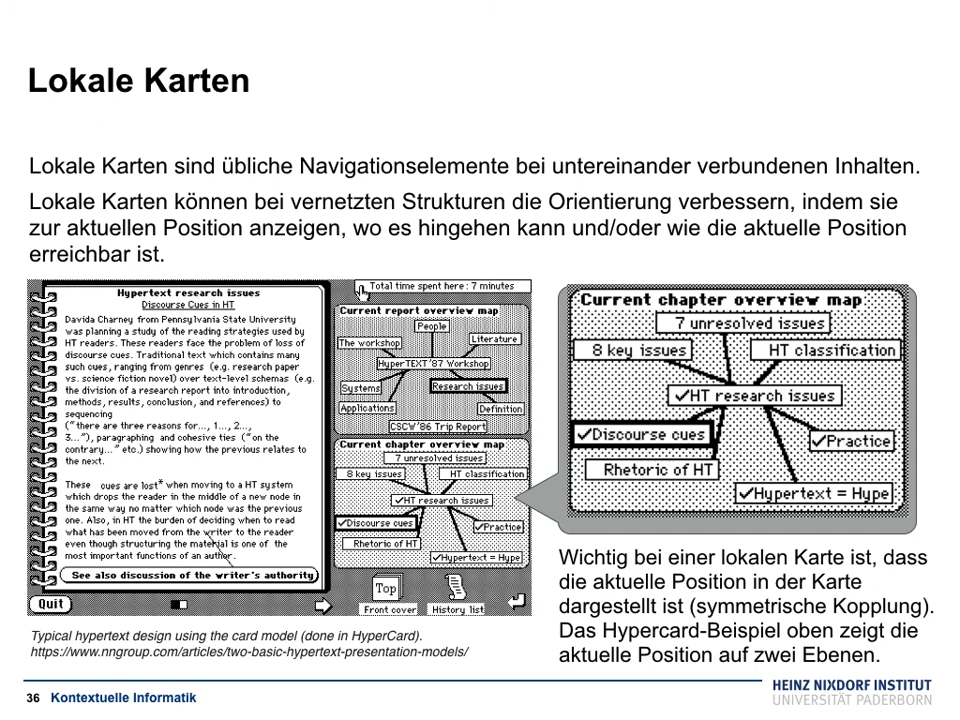 Lokale Karten
Lokale Karten sind übliche Navigationselemente bei untereinander verbundenen Inhalten.
Lokale Karten können bei vernetzten Strukturen die Orientierung verbessern, indem sie
zur aktuellen Position anzeigen, wo es hingehen kann und/oder wie die aktuelle Position
erreichbar ist.
Hypertext research issues
Discourse Cues in HT
Davida Charney from Pennsylvania State University
was planning a study of the reading strategies used by
HT readers. These readers face the problem of loss of
discourse cues. Traditional text which contains many
such cues, ranging from genres (e.g. research paper
vs. science fiction novel) over text-level schemas (e.g.
the division of a research report into introduction,
methods, results, conclusion, and references) to
sequencing
("there are three reasons for..., 1..., 2...,
3..."), paragraphing and cohesive ties ("on the
contrary..." etc.) showing how the previous relates to
the next.
These cues are lost* when moving to a HT system
which drops the reader in the middle of a new node in
the same way no matter which node was the previous
one. Also, in HT the burden of deciding when to read
what has been moved from the writer to the reader
even though structuring the material is one of the
most important functions of an author.
See also discussion of the writer's authority
Quit
Total time spent here : 7 minutes
Current report overview map
People
The workshop
Literature
HyperTEXT'87 Workshop
Systems
Research issues
Applications
Definition
CSCW'86 Trip Report
Current chapter overview map
7 unresolved issues
8 key issues
HT classification
✓HT research issues
✓Discourse cues
✓Practice
Rhetoric of HT
✓Hypertext = Hype
Top
Front cover
History list
Current chapter overview map
7 unresolved issues
8 key issues
HT classification
✓HT research issues
✓Discourse cues
✓Practice
Rhetoric of HT
✓Hypertext = Hype
Typical hypertext design using the card model (done in HyperCard).
https://www.nngroup.com/articles/two-basic-hypertext-presentation-models/
Wichtig bei einer lokalen Karte ist, dass
die aktuelle Position in der Karte
dargestellt ist (symmetrische Kopplung).
Das Hypercard-Beispiel oben zeigt die
aktuelle Position auf zwei Ebenen.
36 Kontextuelle Informatik
HEINZ NIXDORF INSTITUT
UNIVERSITÄT PADERBORN